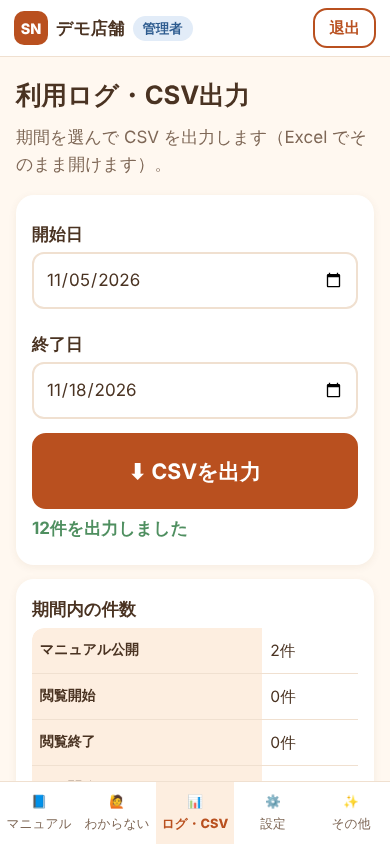 SN デモ店舗 管理者 退出
利用ログ・CSV出力
期間を選んで CSV を出力します（Excel でそ
のまま開けます）。
開始日
11/05/2026
終了日
11/18/2026
⬇ CSVを出力
12件を出力しました
期間内の件数
マニュアル公開 2件
閲覧開始 0件
閲覧終了 0件
マニュアル わからない ログ・CSV 設定 その他